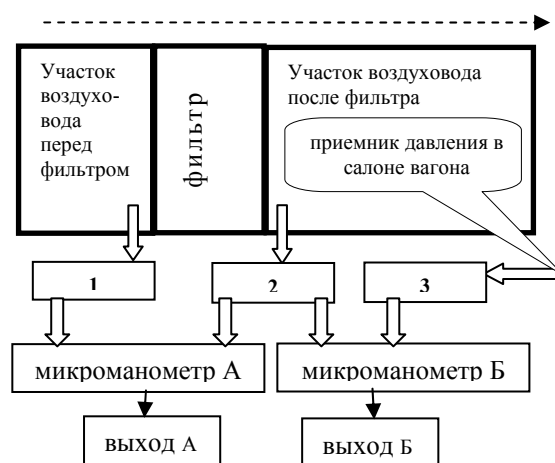 Участок
воздухо-
вода
перед
фильтром
фильтр
Участок воздуховода
после фильтра
приемник давления в
салоне вагона
1
2
3
микроманометр А
микроманометр Б
выход А
выход Б